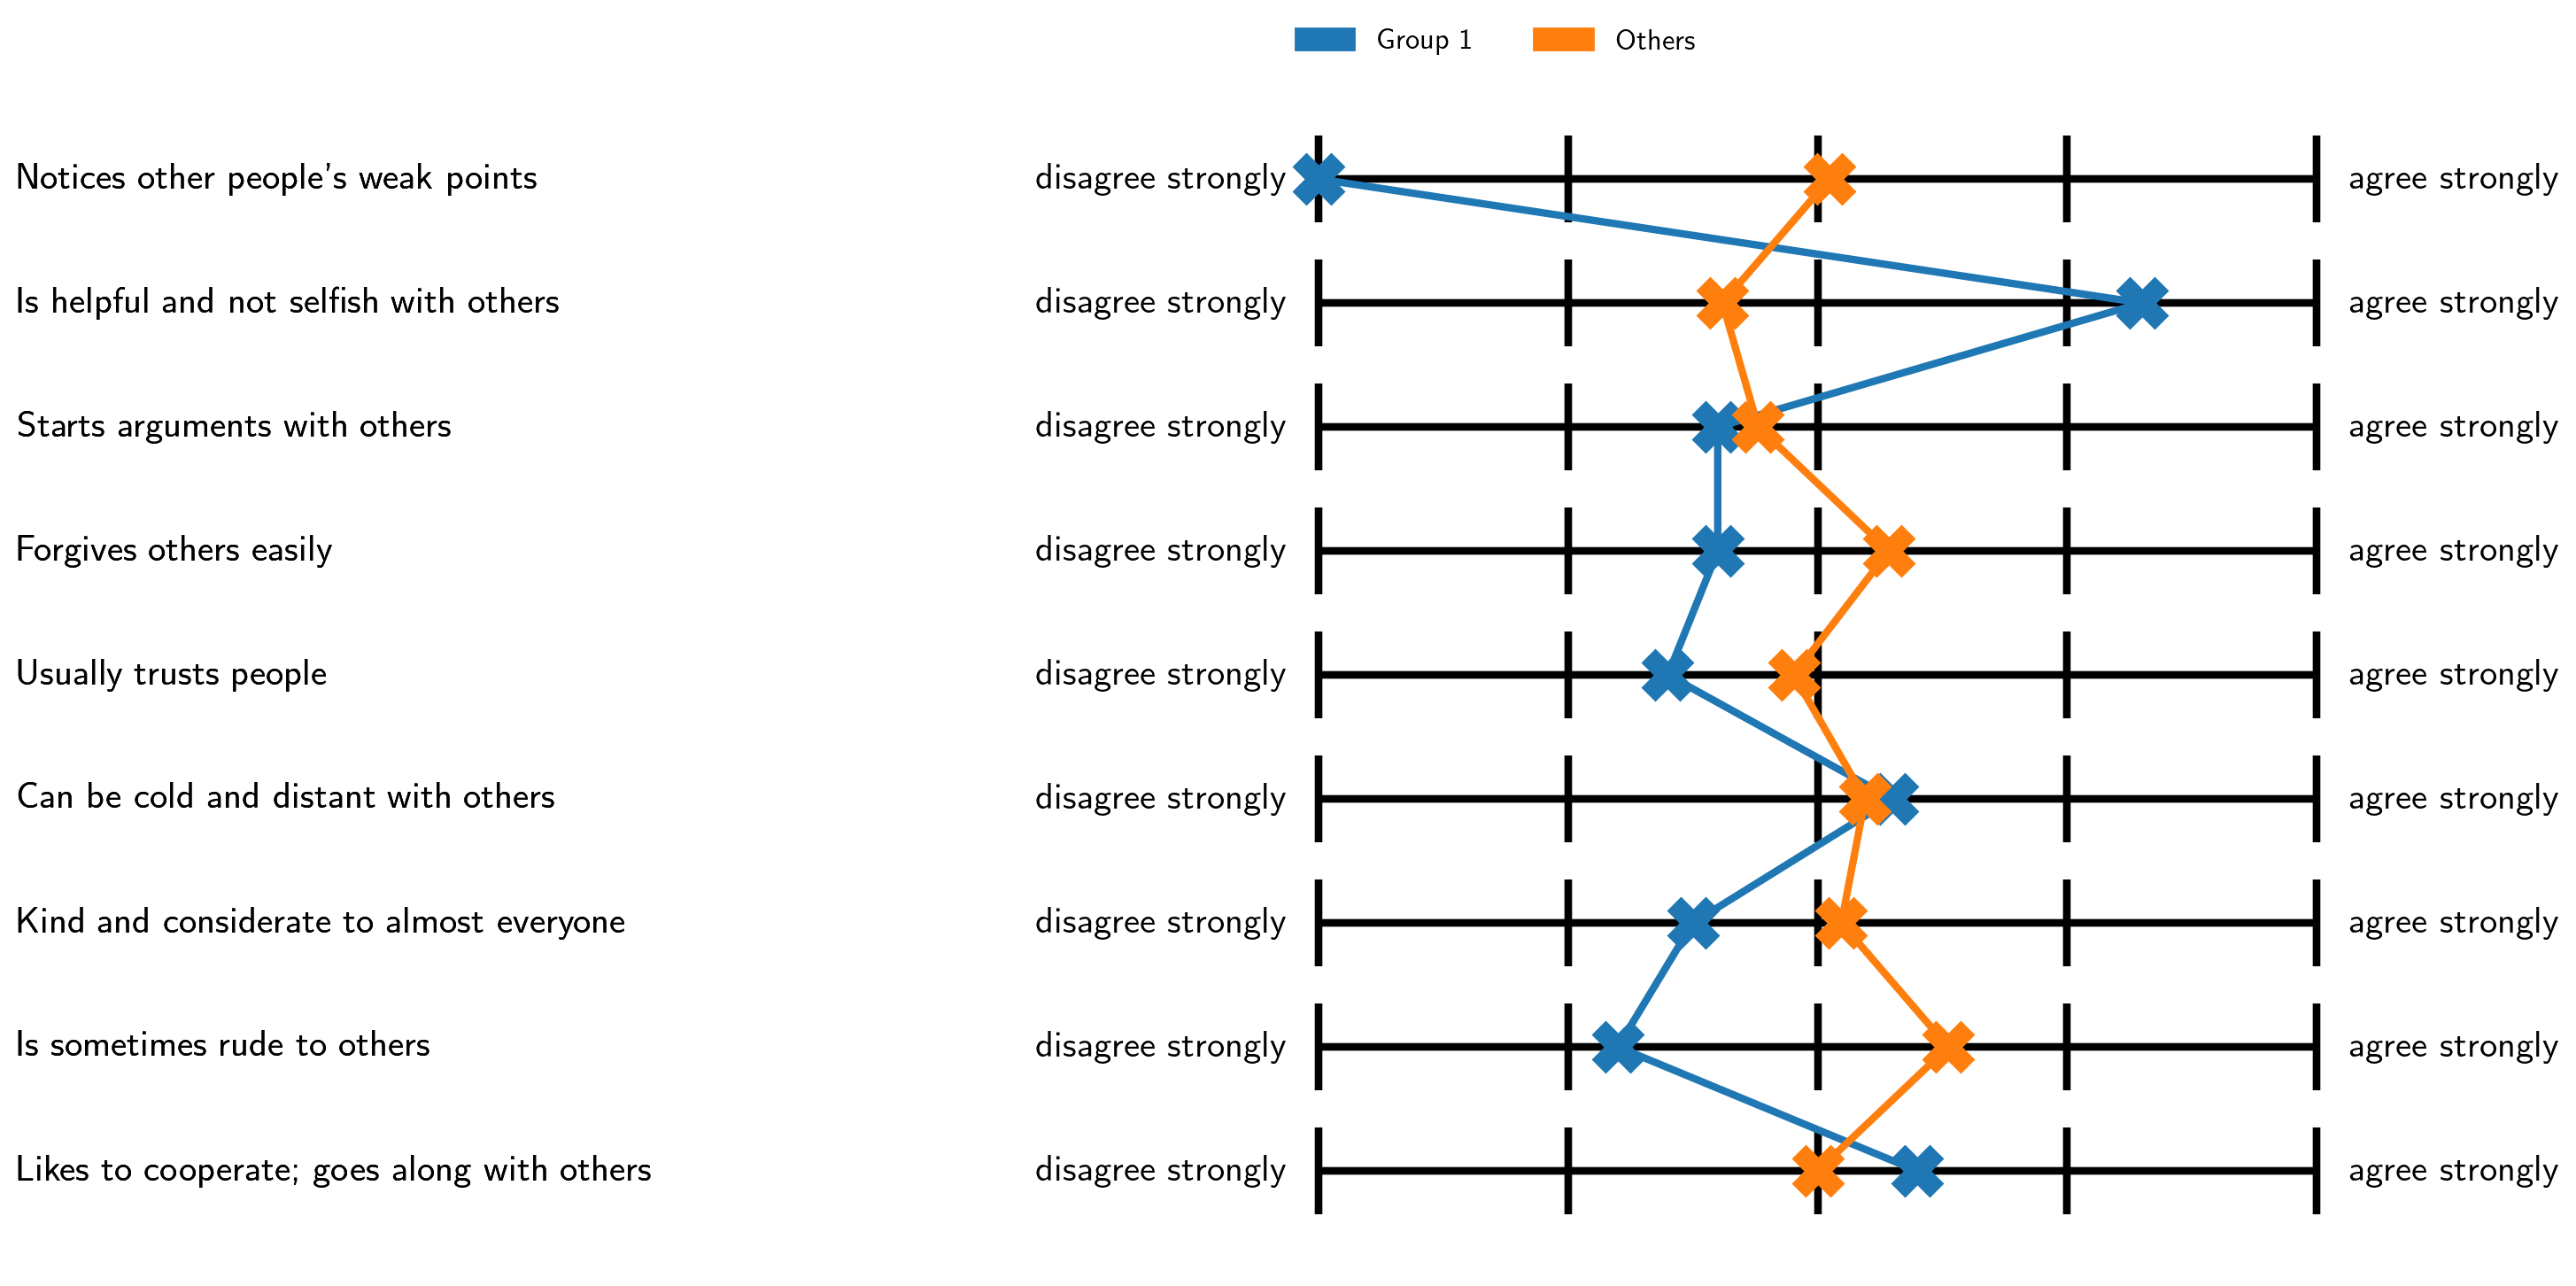 Group 1 Others
Notices other people's weak points disagree strongly agree strongly
Is helpful and not selfish with others disagree strongly agree strongly
Starts arguments with others disagree strongly agree strongly
Forgives others easily disagree strongly agree strongly
Usually trusts people disagree strongly agree strongly
Can be cold and distant with others disagree strongly agree strongly
Kind and considerate to almost everyone disagree strongly agree strongly
Is sometimes rude to others disagree strongly agree strongly
Likes to cooperate; goes along with others disagree strongly agree strongly